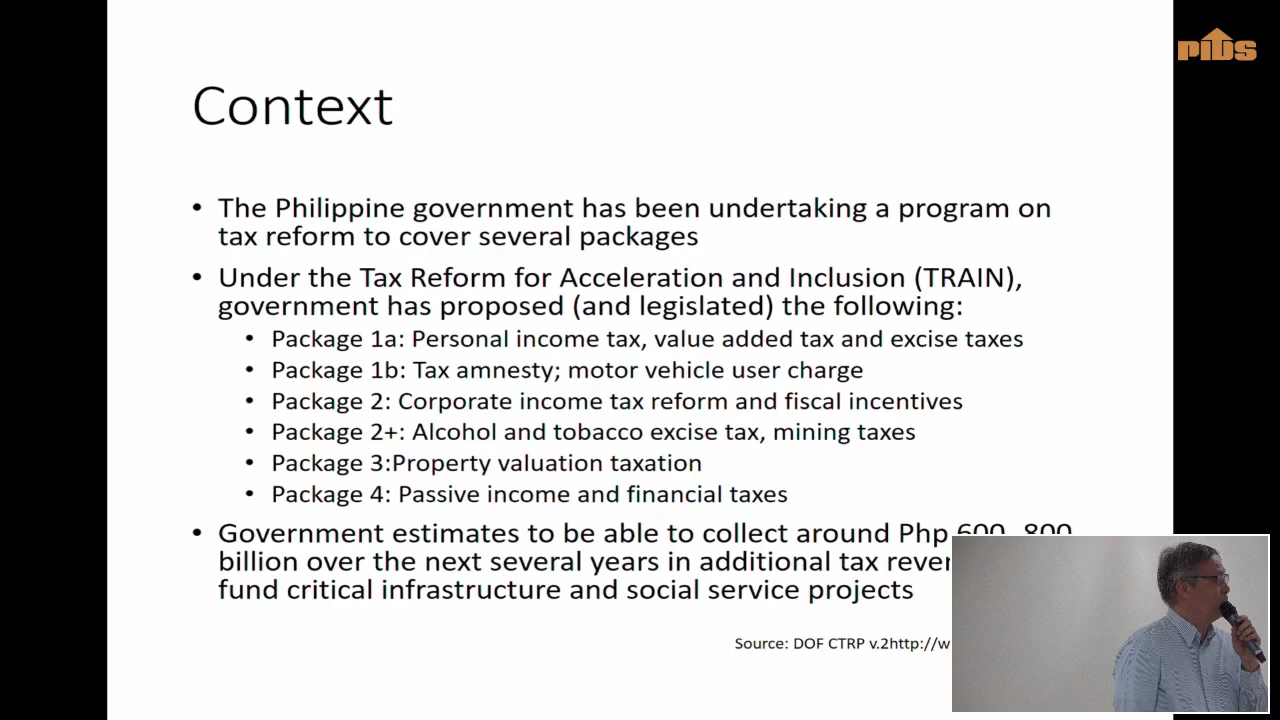 PIDS
Context
• The Philippine government has been undertaking a program on
tax reform to cover several packages
• Under the Tax Reform for Acceleration and Inclusion (TRAIN),
government has proposed (and legislated) the following:
• Package 1a: Personal income tax, value added tax and excise taxes
• Package 1b: Tax amnesty; motor vehicle user charge
• Package 2: Corporate income tax reform and fiscal incentives
• Package 2+: Alcohol and tobacco excise tax, mining taxes
• Package 3:Property valuation taxation
• Package 4: Passive income and financial taxes
• Government estimates to be able to collect around Php 600- 800
billion over the next several years in additional tax
fund critical infrastructure and social service projects
Source: DOF CTRP v.2http://w